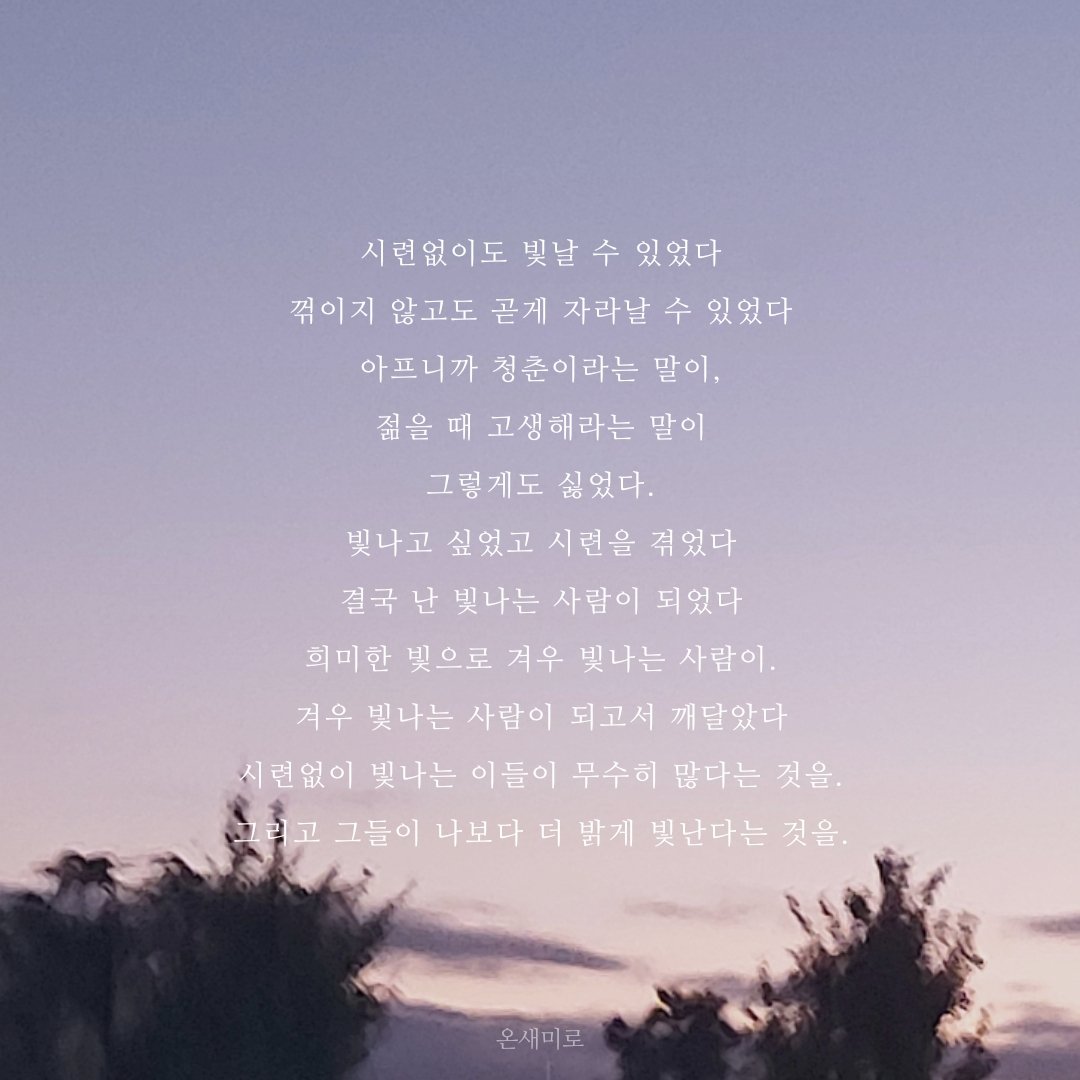 시련없이도 빛날 수 있었다
꺾이지 않고도 곧게 자라날 수 있었다
아프니까 청춘이라는 말이,
젊을 때 고생해라는 말이
그렇게도 싫었다.
빛나고 싶었고 시련을 겪었다
결국 난 빛나는 사람이 되었다
희미한 빛으로 겨우 빛나는 사람이.
겨우 빛나는 사람이 되고서 깨달았다
시련없이 빛나는 이들이 무수히 많다는 것을.
그리고 그들이 나보다 더 밝게 빛난다는 것을.
온새미로